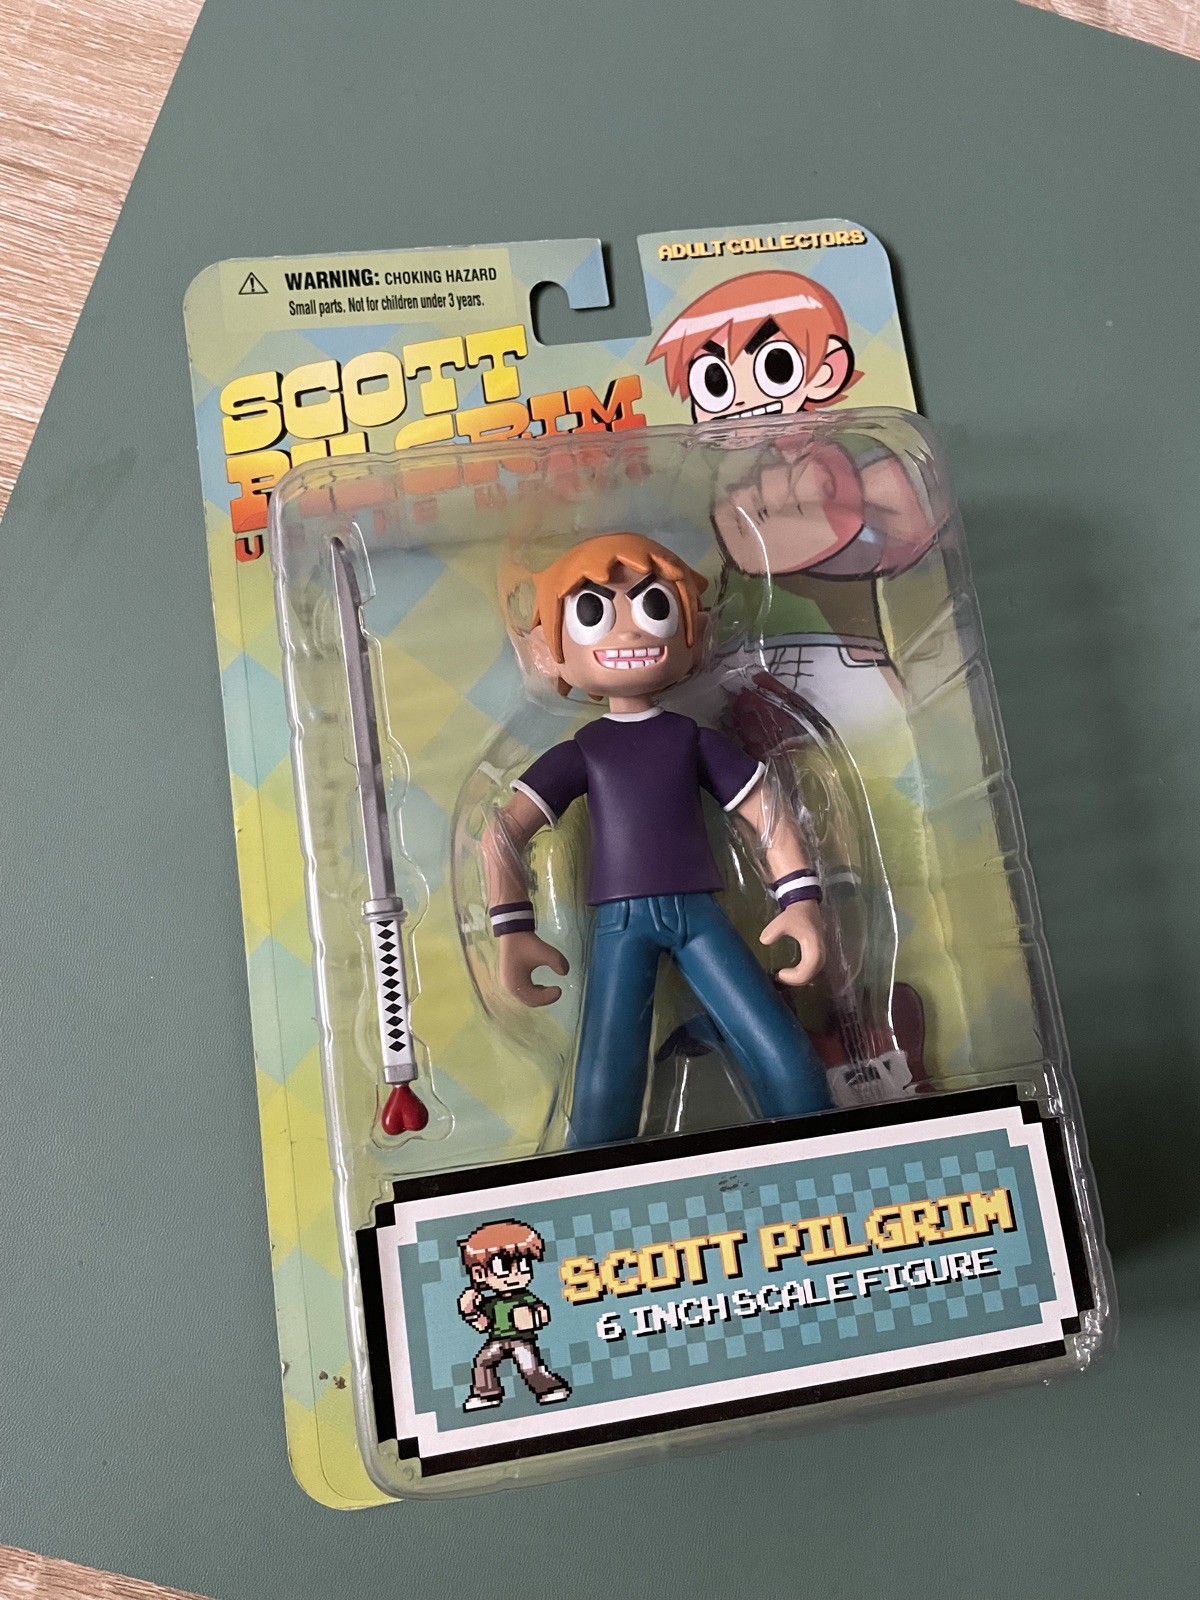 ADULT COLLECTORS
WARNING: CHOKING HAZARD
Small parts. Not for children under 3 years.
SCOTT
PILGRIM
SCOTT PILGRIM
6 INCH SCALE FIGURE